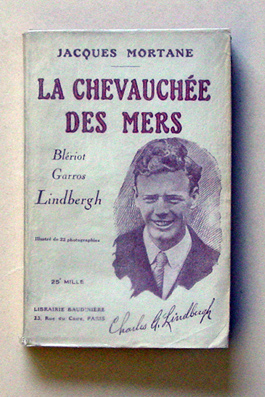 JACQUES MORTANE
LA CHEVAUCHÉE
DES MERS
Blériot
Garros
Lindbergh
Illustré de 32 photographies
25e MILLE
LIBRAIRIE BAUDINIÈRE
23, Rue du Caire, PARIS
Charles A. Lindbergh